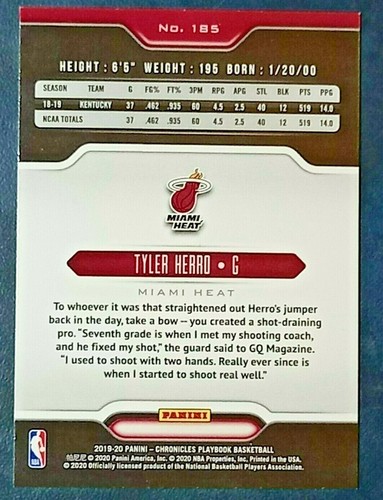 No. 185
HEIGHT : 6'5" WEIGHT : 195 BORN : 1/20/00
SEASON TEAM G FG% FT% 3PM RPG APG STL BLK PTS PPG
18-19 KENTUCKY 37 .462 .935 60 4.5 2.5 40 12 519 14.0
NCAA TOTALS 37 .462 .935 60 4.5 2.5 40 12 519 14.0
MIAMI
HEAT
TYLER HERRO • G
MIAMI HEAT
To whoever it was that straightened out Herro's jumper
back in the day, take a bow -- you created a shot-draining
pro. "Seventh grade is when I met my shooting coach,
and he fixed my shot," the guard said to GQ Magazine.
"I used to shoot with two hands. Really ever since is
when I started to shoot real well."
PANINI
2019-20 PANINI – CHRONICLES PLAYBOOK BASKETBALL
帕尼尼 © 2020 Panini America, Inc. © 2020 NBA Properties, Inc. Printed in the USA.
© 2020 Officially licensed product of the National Basketball Players Association.
NBA